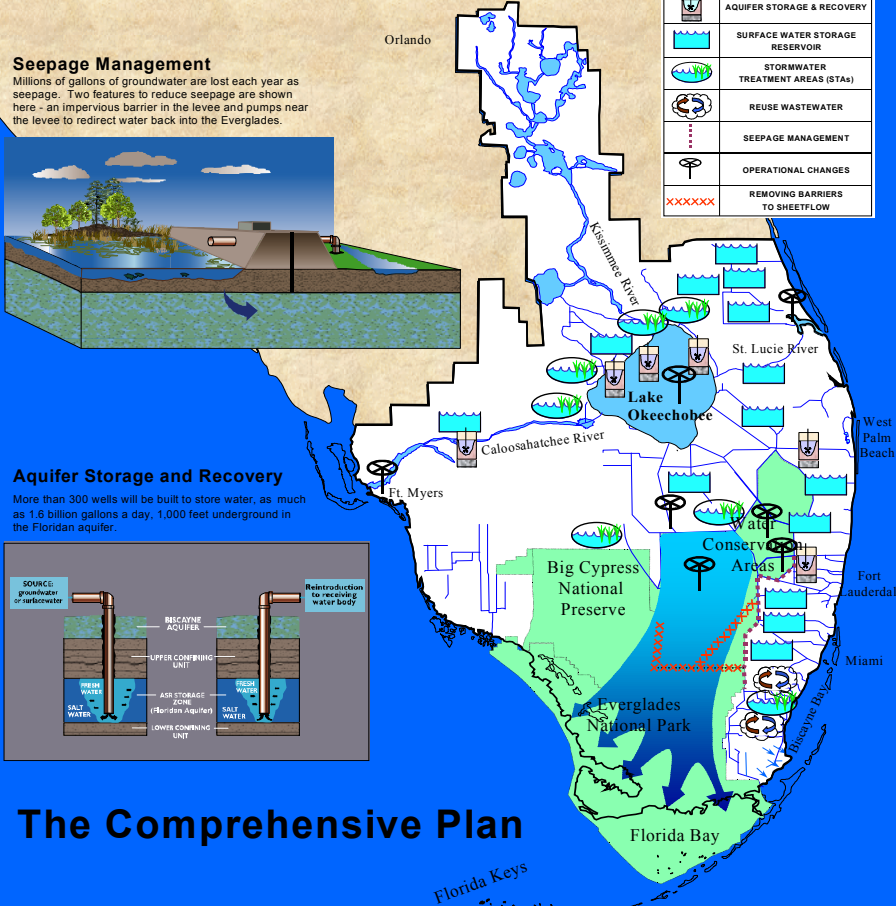 Orlando
AQUIFER STORAGE & RECOVERY
SURFACE WATER STORAGE
RESERVOIR
STORMWATER
TREATMENT AREAS (STAs)
REUSE WASTEWATER
SEEPAGE MANAGEMENT
OPERATIONAL CHANGES
REMOVING BARRIERS
TO SHEETFLOW
Seepage Management
Millions of gallons of groundwater are lost each year as
seepage. Two features to reduce seepage are shown
here - an impervious barrier in the levee and pumps near
the levee to redirect water back into the Everglades.
Kissimmee River
St. Lucie River
Lake
Okeechobee
West
Palm
Beach
Caloosahatchee River
Ft. Myers
Aquifer Storage and Recovery
More than 300 wells will be built to store water, as much
as 1.6 billion gallons a day, 1,000 feet underground in
the Floridan aquifer.
Water
Conservation
Areas
Big Cypress
National
Preserve
Fort
Lauderdal
Miami
Biscayne Bay
Everglades
National Park
Florida Bay
Florida Keys
SOURCE:
groundwater
or surfacewater
Reintroduction
to receiving
water body
BISCAYNE
AQUIFER
UPPER CONFINING
UNIT
FRESH
WATER
SALT
WATER
ASR STORAGE
ZONE
(Floridan Aquifer)
FRESH
WATER
SALT
WATER
LOWER CONFINING
UNIT
The Comprehensive Plan